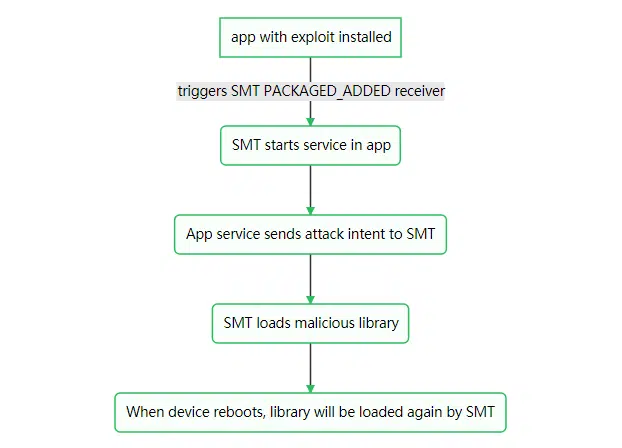 app with exploit installed
triggers SMT PACKAGED_ADDED receiver
SMT starts service in app
App service sends attack intent to SMT
SMT loads malicious library
When device reboots, library will be loaded again by SMT